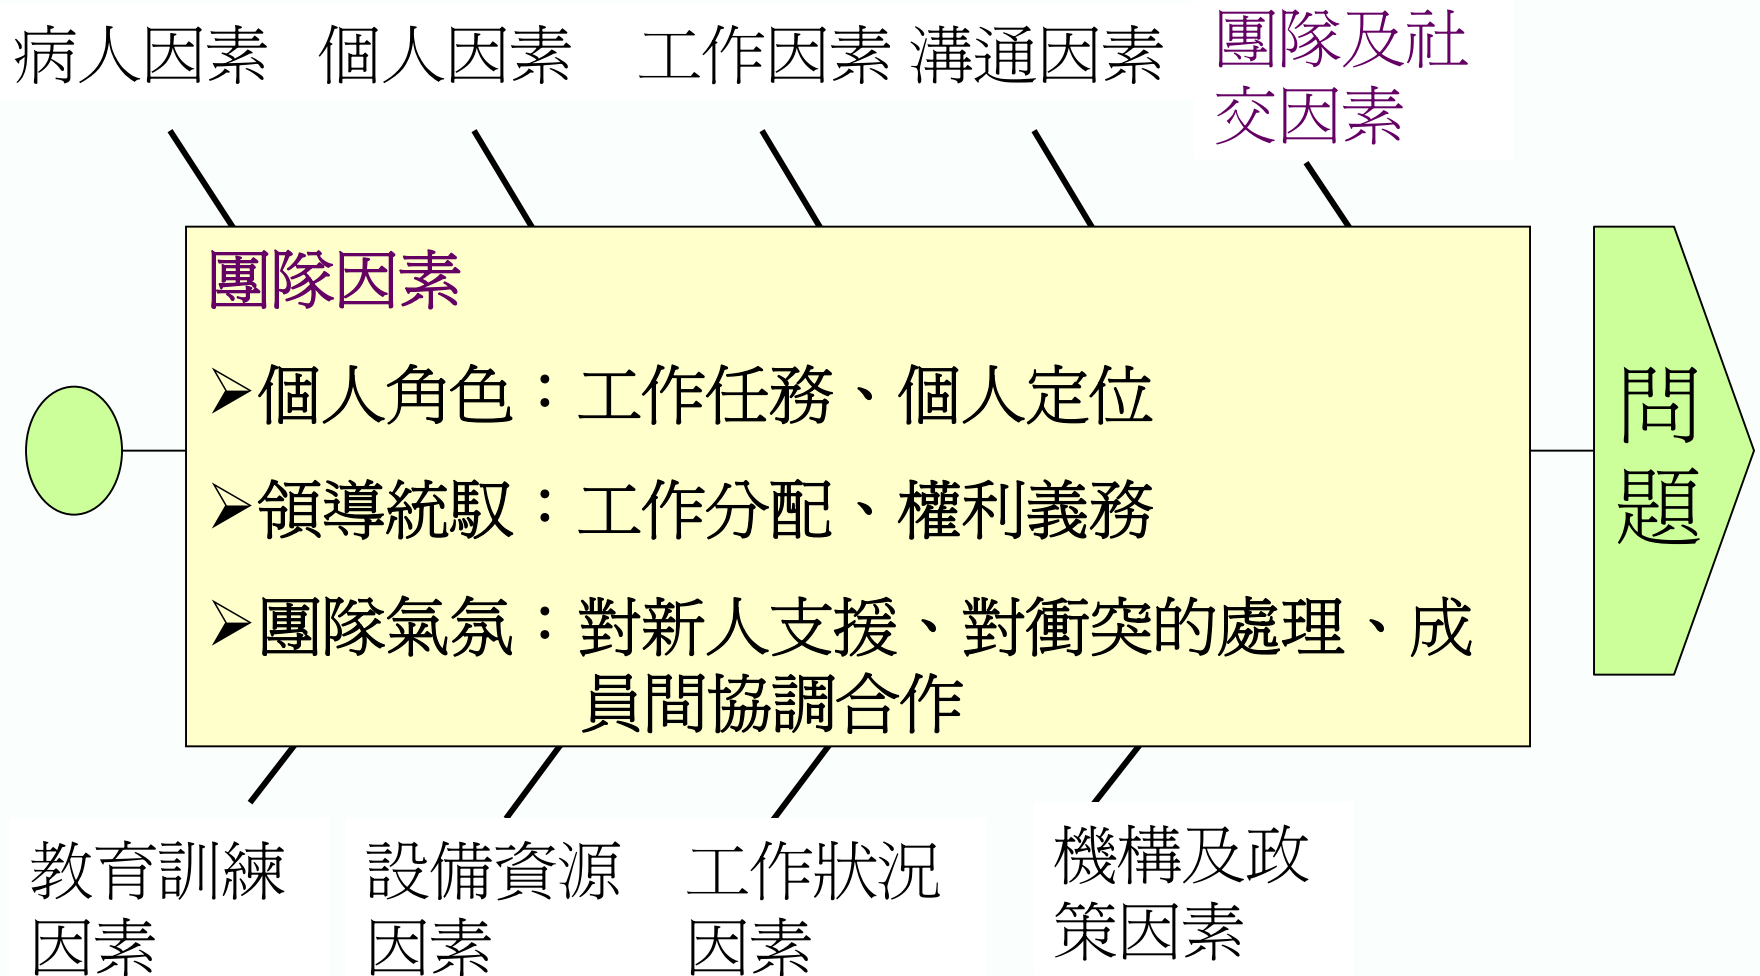 病人因素
個人因素
工作因素
溝通因素
團隊及社
交因素
團隊因素
➢個人角色：工作任務、個人定位
➢領導統馭：工作分配、權利義務
➢團隊氣氛：對新人支援、對衝突的處理、成
員間協調合作
問
題
教育訓練
因素
設備資源
因素
工作狀況
因素
機構及政
策因素